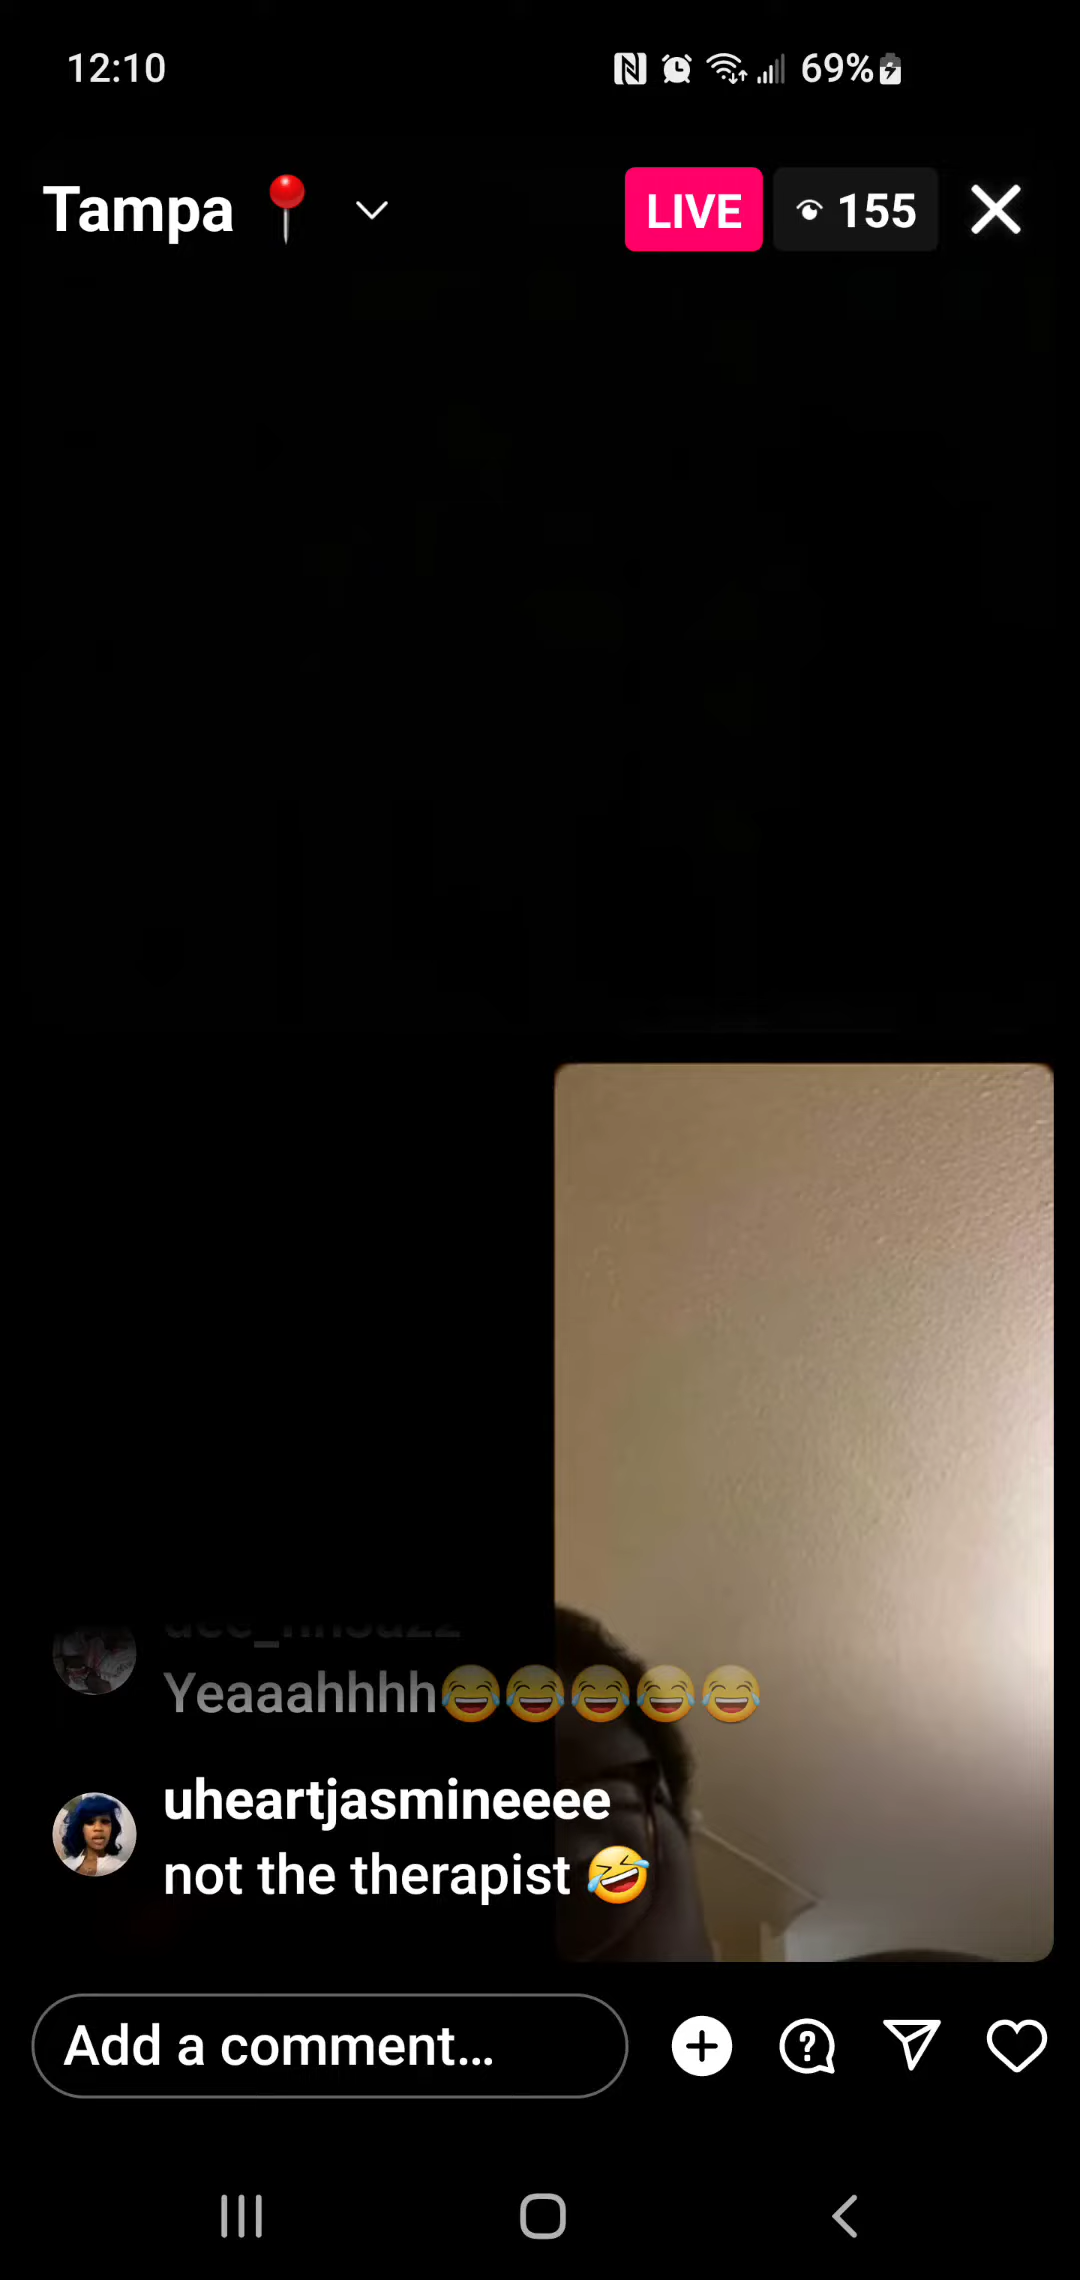 12:10 69%
Tampa 📍 LIVE 155
Yeaaahhhh😂😂😂😂😂
uheartjasmineeee
not the therapist 🤣
Add a comment...